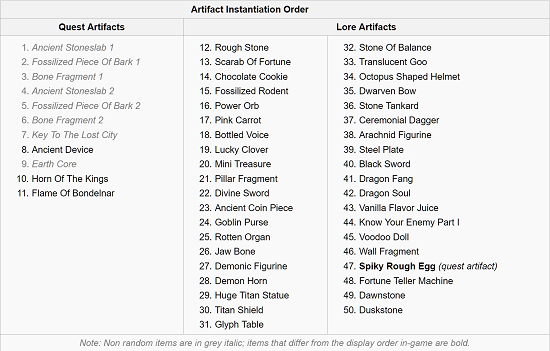 Artifact Instantiation Order
Quest Artifacts
Lore Artifacts
1. Ancient Stoneslab 1
2. Fossilized Piece Of Bark 1
3. Bone Fragment 1
4. Ancient Stoneslab 2
5. Fossilized Piece Of Bark 2
6. Bone Fragment 2
7. Key To The Lost City
8. Ancient Device
9. Earth Core
10. Horn Of The Kings
11. Flame Of Bondelnar
12. Rough Stone
13. Scarab Of Fortune
14. Chocolate Cookie
15. Fossilized Rodent
16. Power Orb
17. Pink Carrot
18. Bottled Voice
19. Lucky Clover
20. Mini Treasure
21. Pillar Fragment
22. Divine Sword
23. Ancient Coin Piece
24. Goblin Purse
25. Rotten Organ
26. Jaw Bone
27. Demonic Figurine
28. Demon Horn
29. Huge Titan Statue
30. Titan Shield
31. Glyph Table
32. Stone Of Balance
33. Translucent Goo
34. Octopus Shaped Helmet
35. Dwarven Bow
36. Stone Tankard
37. Ceremonial Dagger
38. Arachnid Figurine
39. Steel Plate
40. Black Sword
41. Dragon Fang
42. Dragon Soul
43. Vanilla Flavor Juice
44. Know Your Enemy Part I
45. Voodoo Doll
46. Wall Fragment
47. Spiky Rough Egg (quest artifact)
48. Fortune Teller Machine
49. Dawnstone
50. Duskstone
Note: Non random items are in grey italic; items that differ from the display order in-game are bold.